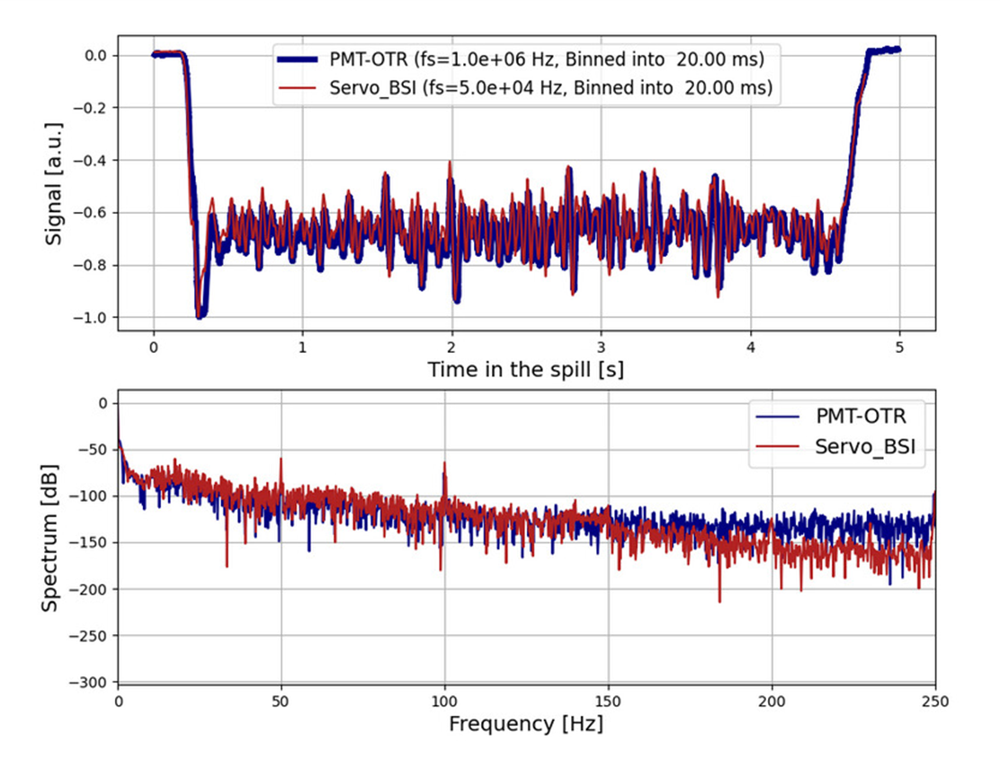 PMT-OTR (fs=1.0e+06 Hz, Binned into  20.00 ms)
Servo_BSI (fs=5.0e+04 Hz, Binned into  20.00 ms)
Signal [a.u.]
0.0
−0.2
−0.4
−0.6
−0.8
−1.0
0 1 2 3 4 5
Time in the spill [s]
PMT-OTR
Servo_BSI
Spectrum [dB]
0
−50
−100
−150
−200
−250
−300
0 50 100 150 200 250
Frequency [Hz]